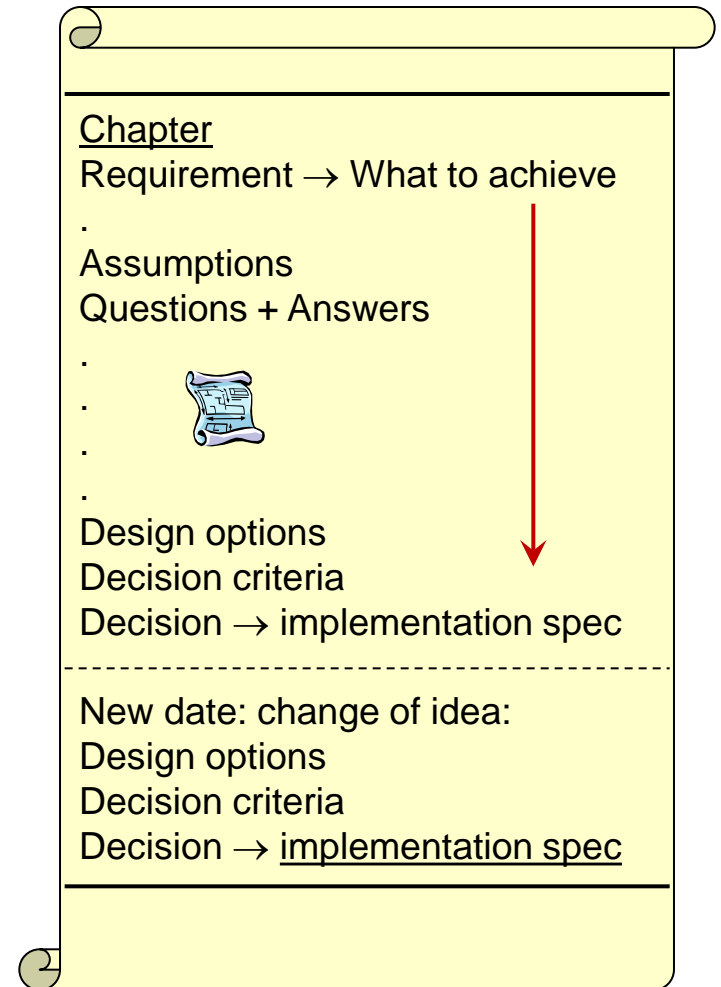 Chapter
Requirement → What to achieve
.
Assumptions
Questions + Answers
.
.
.
.
Design options
Decision criteria
Decision → implementation spec
New date: change of idea:
Design options
Decision criteria
Decision → implementation spec